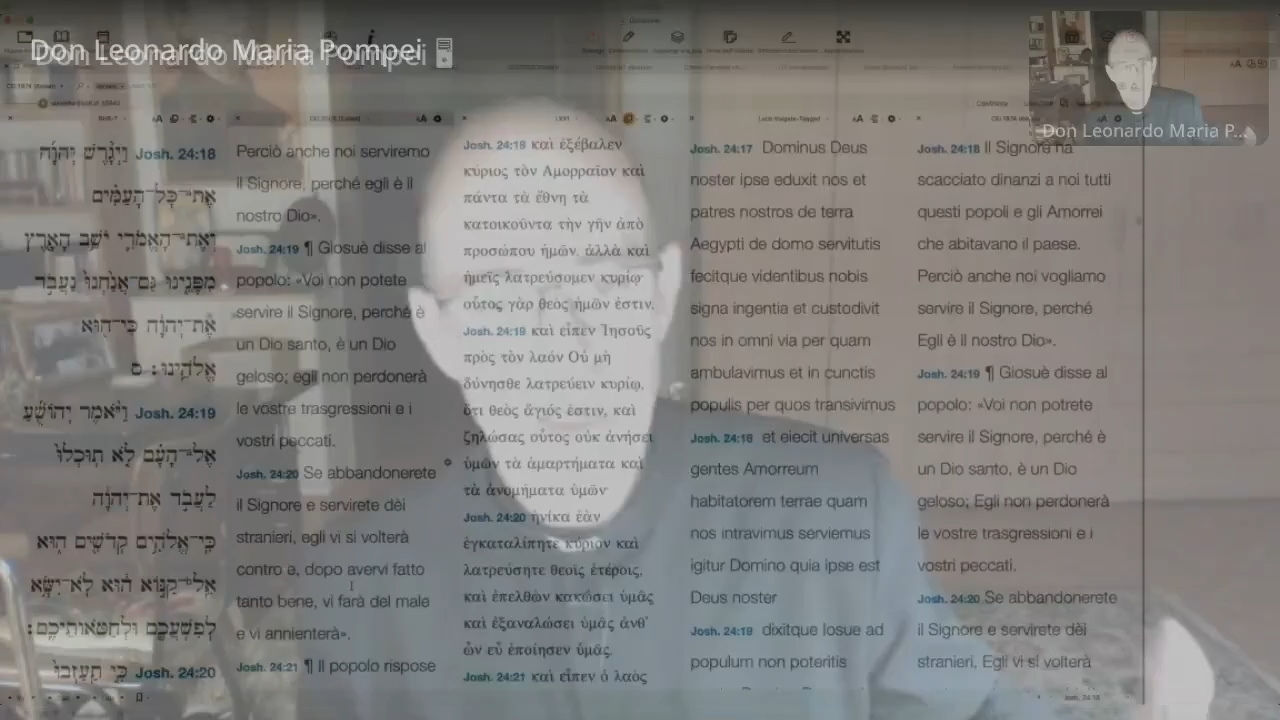 Don Leonardo Maria Pompei
Don Leonardo Maria P...
Josh. 24:18 וַיְגָ֨רֶשׁ יְהוָ֜ה
אֶת־כָּל־הָעַמִּ֗ים
וְאֶת־הָאֱמֹרִ֛י יֹשֵׁ֥ב הָאָ֖רֶץ
מִפָּנֵ֑ינוּ גַּם־אֲנַ֙חְנוּ֙ נַעֲבֹ֣ד
אֶת־יְהוָ֔ה כִּי־ה֖וּא
אֱלֹהֵֽינוּ׃ ס
Josh. 24:19 וַיֹּ֨אמֶר יְהוֹשֻׁ֜עַ
אֶל־הָעָ֗ם לֹ֤א תֽוּכְלוּ֙
לַעֲבֹ֣ד אֶת־יְהוָ֔ה
כִּֽי־אֱלֹהִ֥ים קְדֹשִׁ֖ים ה֑וּא
אֵל־קַנּ֣וֹא ה֔וּא לֹֽא־יִשָּׂ֥א
לְפִשְׁעֲכֶ֖ם וּלְחַטֹּאותֵיכֶֽם׃
Josh. 24:20 כִּ֤י תַעַזְבוּ֙
Perciò anche noi serviremo
il Signore, perché egli è il
nostro Dio».
Josh. 24:19 ¶ Giosuè disse al
popolo: «Voi non potete
servire il Signore, perché è
un Dio santo, è un Dio
geloso; egli non perdonerà
le vostre trasgressioni e i
vostri peccati.
Josh. 24:20 Se abbandonerete
il Signore e servirete dèi
stranieri, egli vi si volterà
contro e, dopo avervi fatto
tanto bene, vi farà del male
e vi annienterà».
Josh. 24:21 ¶ Il popolo rispose
Josh. 24:18 καὶ ἐξέβαλεν
κύριος τὸν Αμορραῖον καὶ
πάντα τὰ ἔθνη τὰ
κατοικοῦντα τὴν γῆν ἀπὸ
προσώπου ἡμῶν. ἀλλὰ καὶ
ἡμεῖς λατρεύσομεν κυρίῳ·
οὗτος γὰρ θεὸς ἡμῶν ἐστιν.
Josh. 24:19 καὶ εἶπεν Ἰησοῦς
πρὸς τὸν λαόν Οὐ μὴ
δύνησθε λατρεύειν κυρίῳ,
ὅτι θεὸς ἅγιός ἐστιν, καὶ
ζηλώσας οὗτος οὐκ ἀνήσει
ὑμῶν τὰ ἁμαρτήματα καὶ
τὰ ἀνομήματα ὑμῶν·
Josh. 24:20 ἡνίκα ἐὰν
ἐγκαταλίπητε κύριον καὶ
λατρεύσητε θεοῖς ἑτέροις,
καὶ ἐπελθὼν κακώσει ὑμᾶς
καὶ ἐξαναλώσει ὑμᾶς ἀνθ᾽
ὧν εὖ ἐποίησεν ὑμᾶς.
Josh. 24:21 καὶ εἶπεν ὁ λαὸς
Josh. 24:17 Dominus Deus
noster ipse eduxit nos et
patres nostros de terra
Aegypti de domo servitutis
fecitque videntibus nobis
signa ingentia et custodivit
nos in omni via per quam
ambulavimus et in cunctis
populis per quos transivimus
Josh. 24:18 et eiecit universas
gentes Amorreum
habitatorem terrae quam
nos intravimus serviemus
igitur Domino quia ipse est
Deus noster
Josh. 24:19 dixitque Iosue ad
populum non poteritis
Josh. 24:18 Il Signore ha
scacciato dinanzi a noi tutti
questi popoli e gli Amorrei
che abitavano il paese.
Perciò anche noi vogliamo
servire il Signore, perché
Egli è il nostro Dio».
Josh. 24:19 ¶ Giosuè disse al
popolo: «Voi non potrete
servire il Signore, perché è
un Dio santo, è un Dio
geloso; Egli non perdonerà
le vostre trasgressioni e i
vostri peccati.
Josh. 24:20 Se abbandonerete
il Signore e servirete dèi
stranieri, Egli vi si volterà